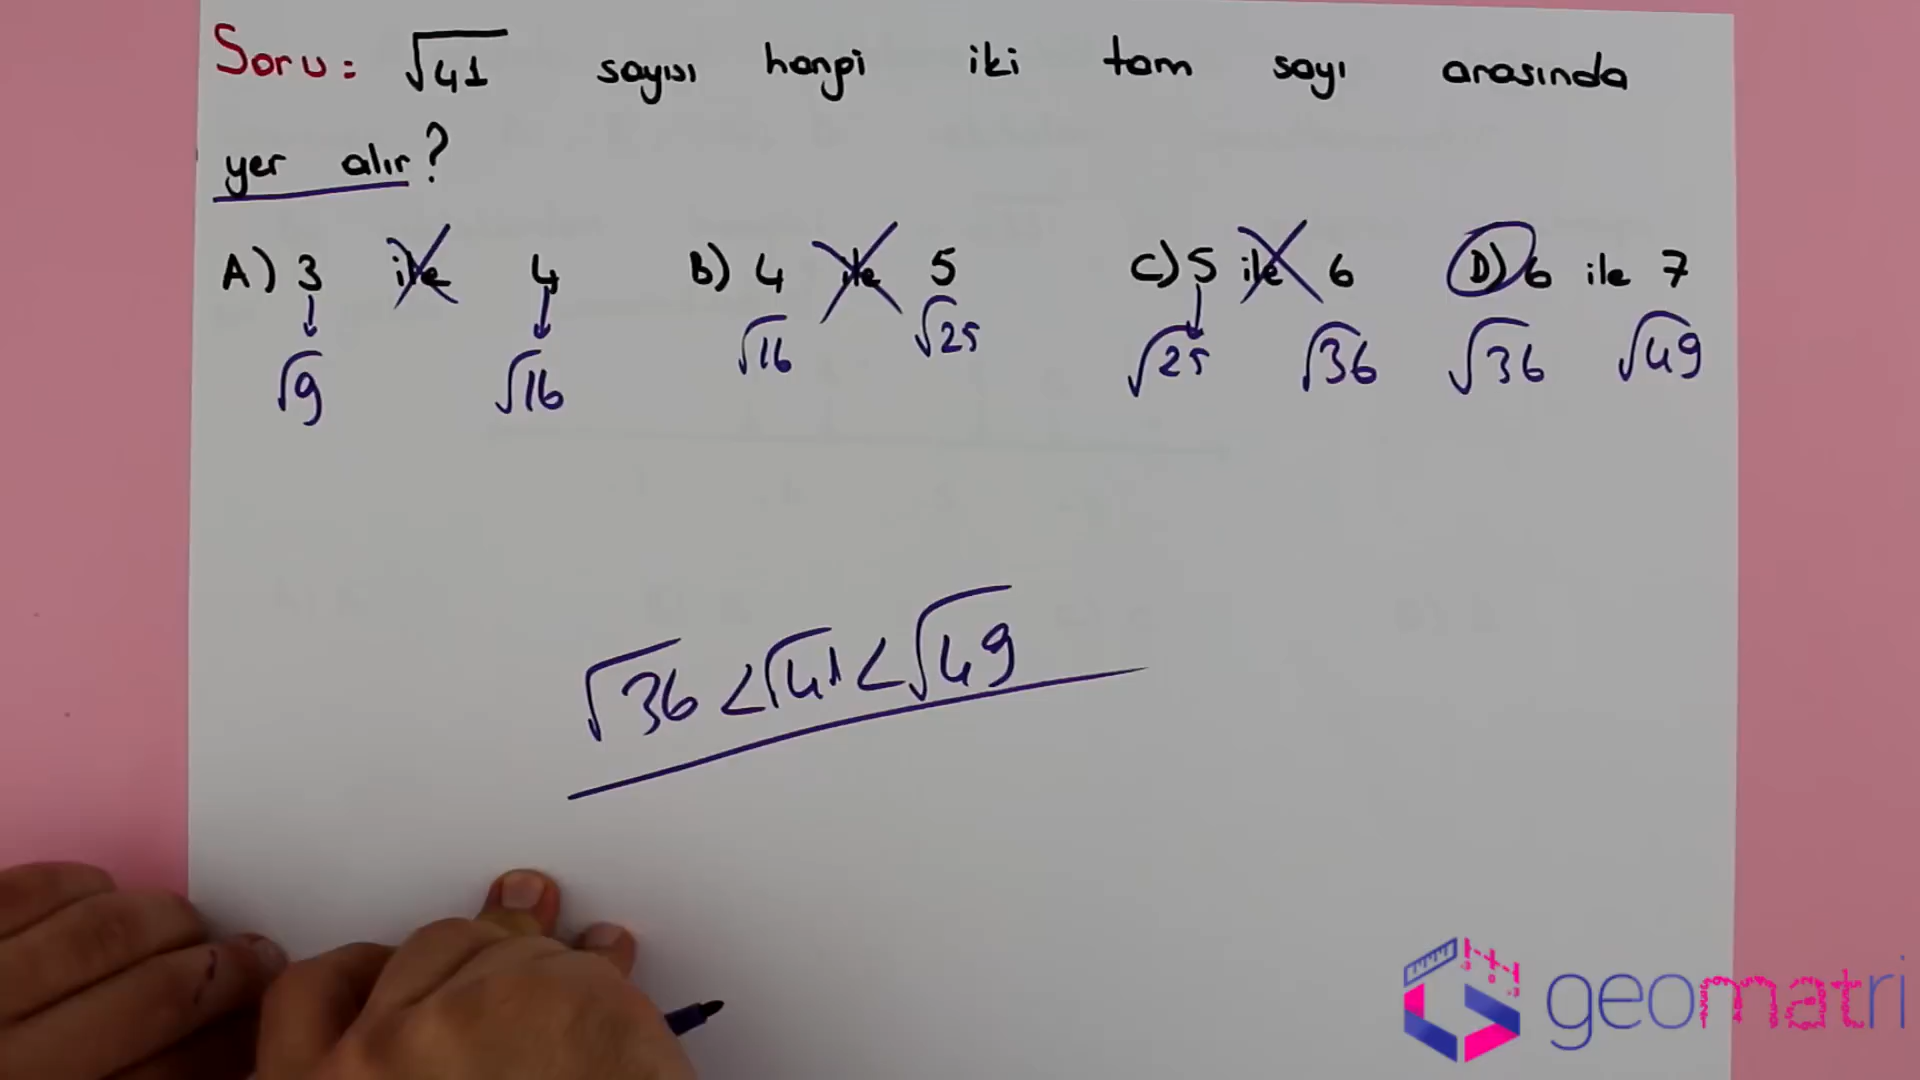 Soru: √41 sayısı hangi iki tam sayı arasında
yer alır?
A) 3 ile 4 B) 4 ile 5 C) 5 ile 6 D) 6 ile 7
√9 √16 √16 √25 √25 √36 √36 √49
√36 < √41 < √49
geomatri